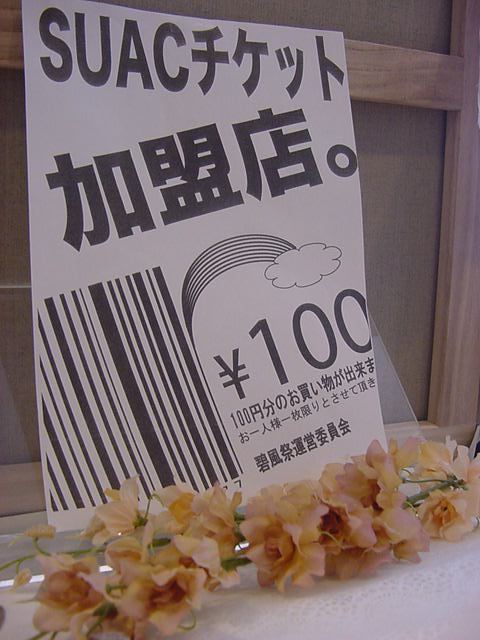 SUACチケット
加盟店。
¥100
100円分のお買い物が出来ま
お一人様一枚限りとさせて頂き
碧風祭運営委員会